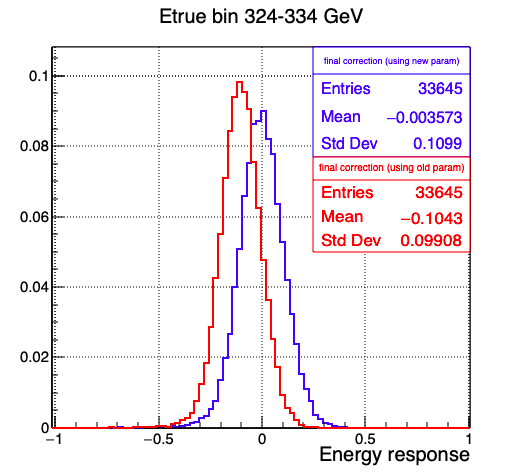 Etrue bin 324-334 GeV
final correction (using new param)
Entries 33645
Mean −0.003573
Std Dev 0.1099
final correction (using old param)
Entries 33645
Mean −0.1043
Std Dev 0.09908
0.1
0.08
0.06
0.04
0.02
0
−1 −0.5 0 0.5 1
Energy response